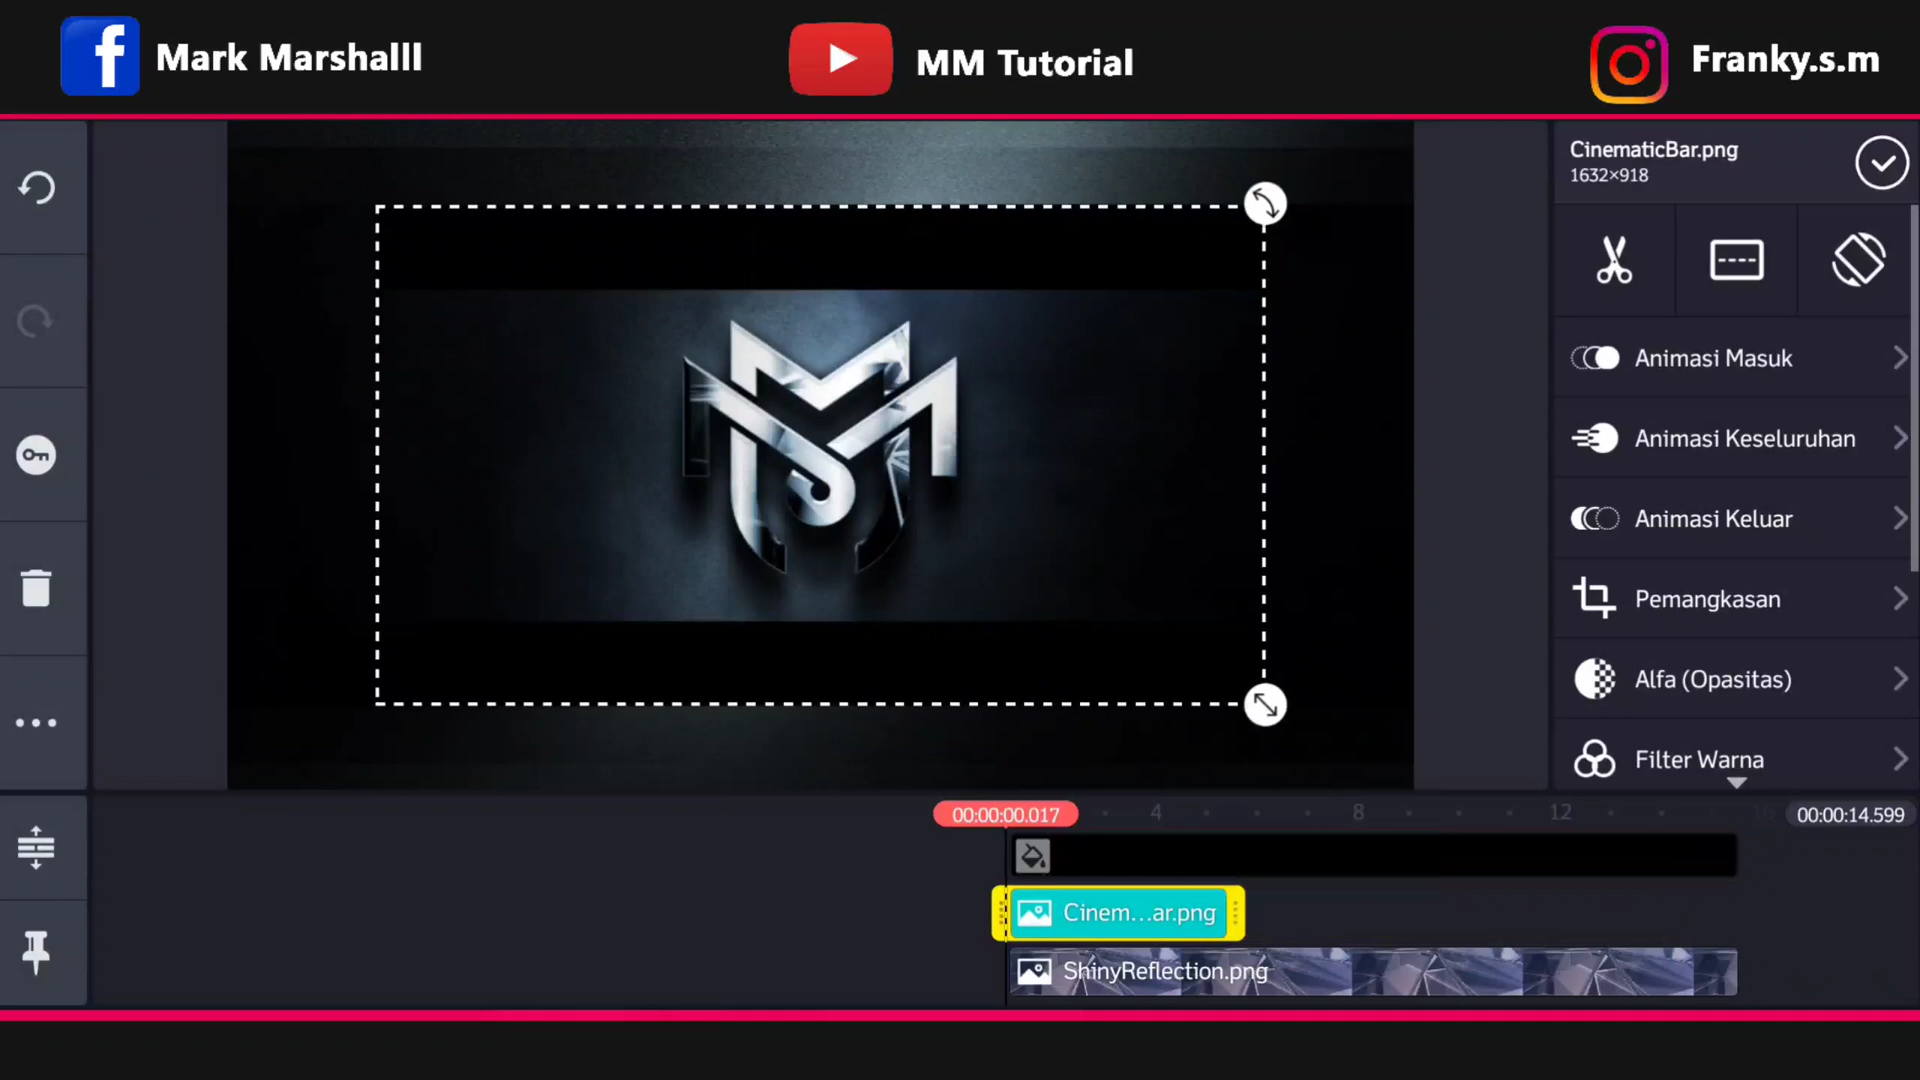 Mark Marshalll
MM Tutorial
Franky.s.m
CinematicBar.png
1632×918
Animasi Masuk
Animasi Keseluruhan
Animasi Keluar
Pemangkasan
Alfa (Opasitas)
Filter Warna
00:00:00.017
4
8
12
16
00:00:14.599
Cinem...ar.png
ShinyReflection.png